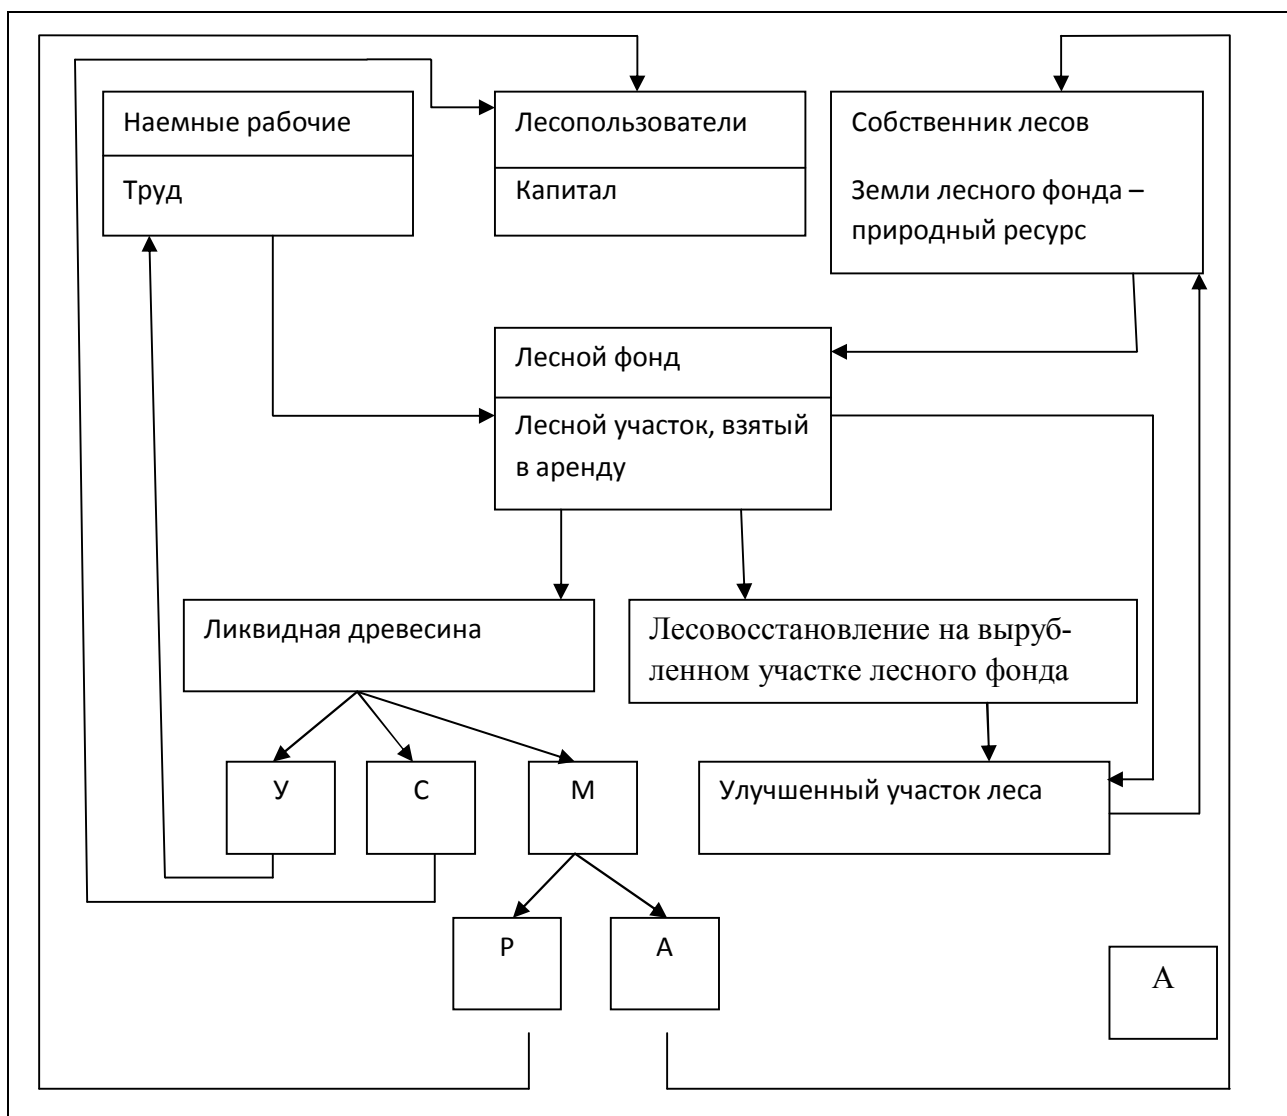 Наемные рабочие
Труд
Лесопользователи
Капитал
Собственник лесов
Земли лесного фонда –
природный ресурс
Лесной фонд
Лесной участок, взятый
в аренду
Ликвидная древесина
Лесовосстановление на выруб-
ленном участке лесного фонда
У
С
М
Улучшенный участок леса
Р
А
А